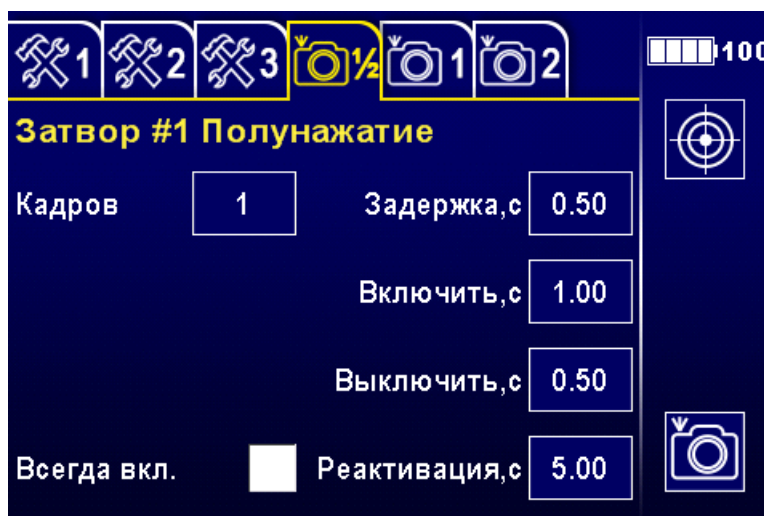 1 2 3 ½ 1 2 100
Затвор #1 Полунажатие
Кадров 1 Задержка,с 0.50
Включить,с 1.00
Выключить,с 0.50
Всегда вкл. Реактивация,с 5.00